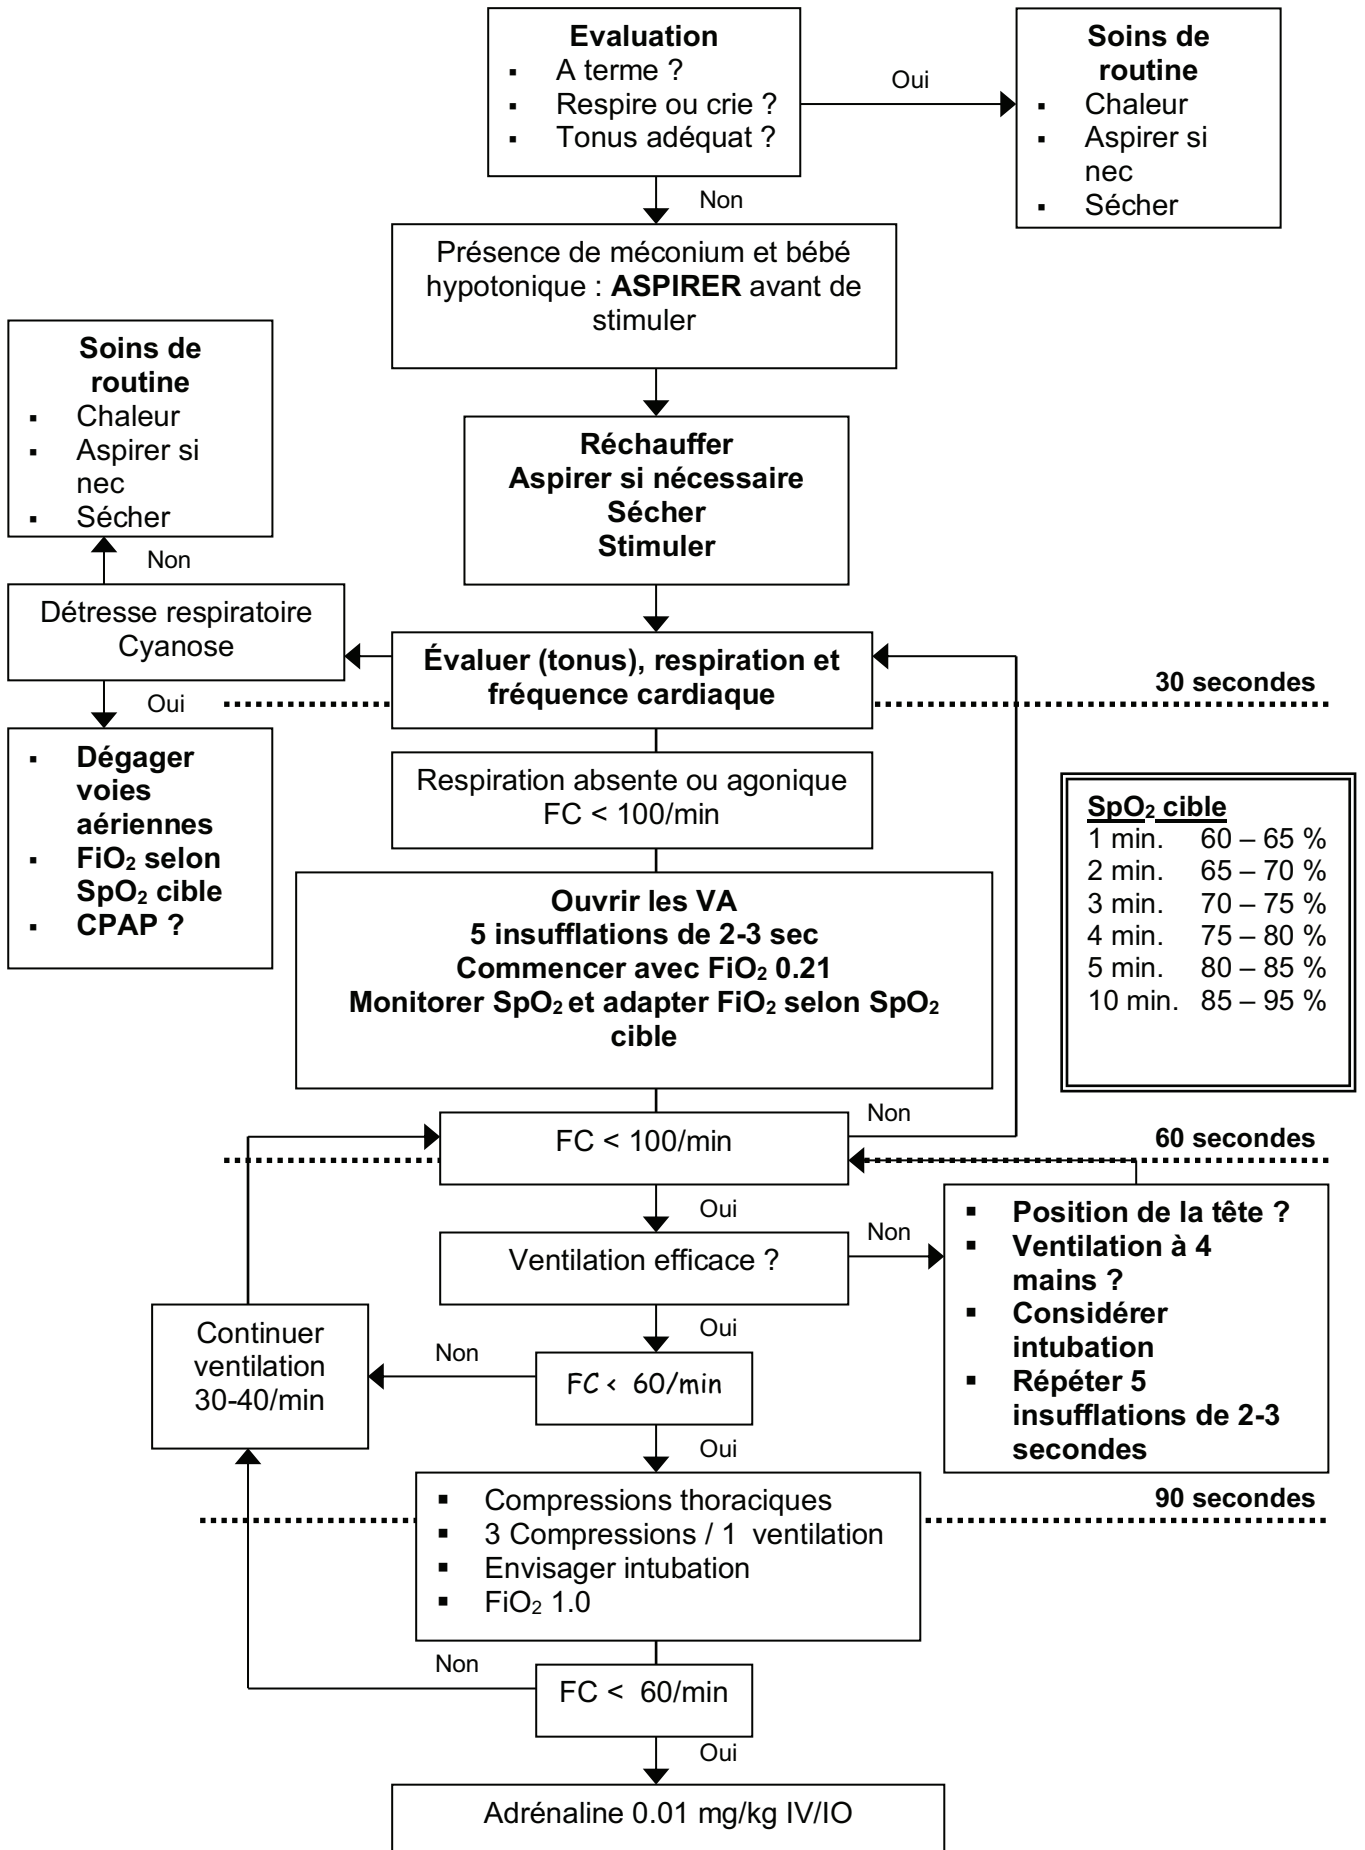 Evaluation
▪ A terme ?
▪ Respire ou crie ?
▪ Tonus adéquat ?
Oui
Soins de
routine
▪ Chaleur
▪ Aspirer si
nec
▪ Sécher
Non
Présence de méconium et bébé
hypotonique : ASPIRER avant de
stimuler
Soins de
routine
▪ Chaleur
▪ Aspirer si
nec
▪ Sécher
Réchauffer
Aspirer si nécessaire
Sécher
Stimuler
Non
Détresse respiratoire
Cyanose
Évaluer (tonus), respiration et
fréquence cardiaque
30 secondes
Oui
▪ Dégager
voies
aériennes
▪ FiO₂ selon
SpO₂ cible
▪ CPAP ?
Respiration absente ou agonique
FC < 100/min
SpO₂ cible
1 min. 60 – 65 %
2 min. 65 – 70 %
3 min. 70 – 75 %
4 min. 75 – 80 %
5 min. 80 – 85 %
10 min. 85 – 95 %
Ouvrir les VA
5 insufflations de 2-3 sec
Commencer avec FiO₂ 0.21
Monitorer SpO₂ et adapter FiO₂ selon SpO₂
cible
FC < 100/min
Non
60 secondes
Oui
Ventilation efficace ?
Non
▪ Position de la tête ?
▪ Ventilation à 4
mains ?
▪ Considérer
intubation
▪ Répéter 5
insufflations de 2-3
secondes
Oui
Continuer
ventilation
30-40/min
Non
FC < 60/min
Oui
90 secondes
▪ Compressions thoraciques
▪ 3 Compressions / 1 ventilation
▪ Envisager intubation
▪ FiO₂ 1.0
Non
FC < 60/min
Oui
Adrénaline 0.01 mg/kg IV/IO